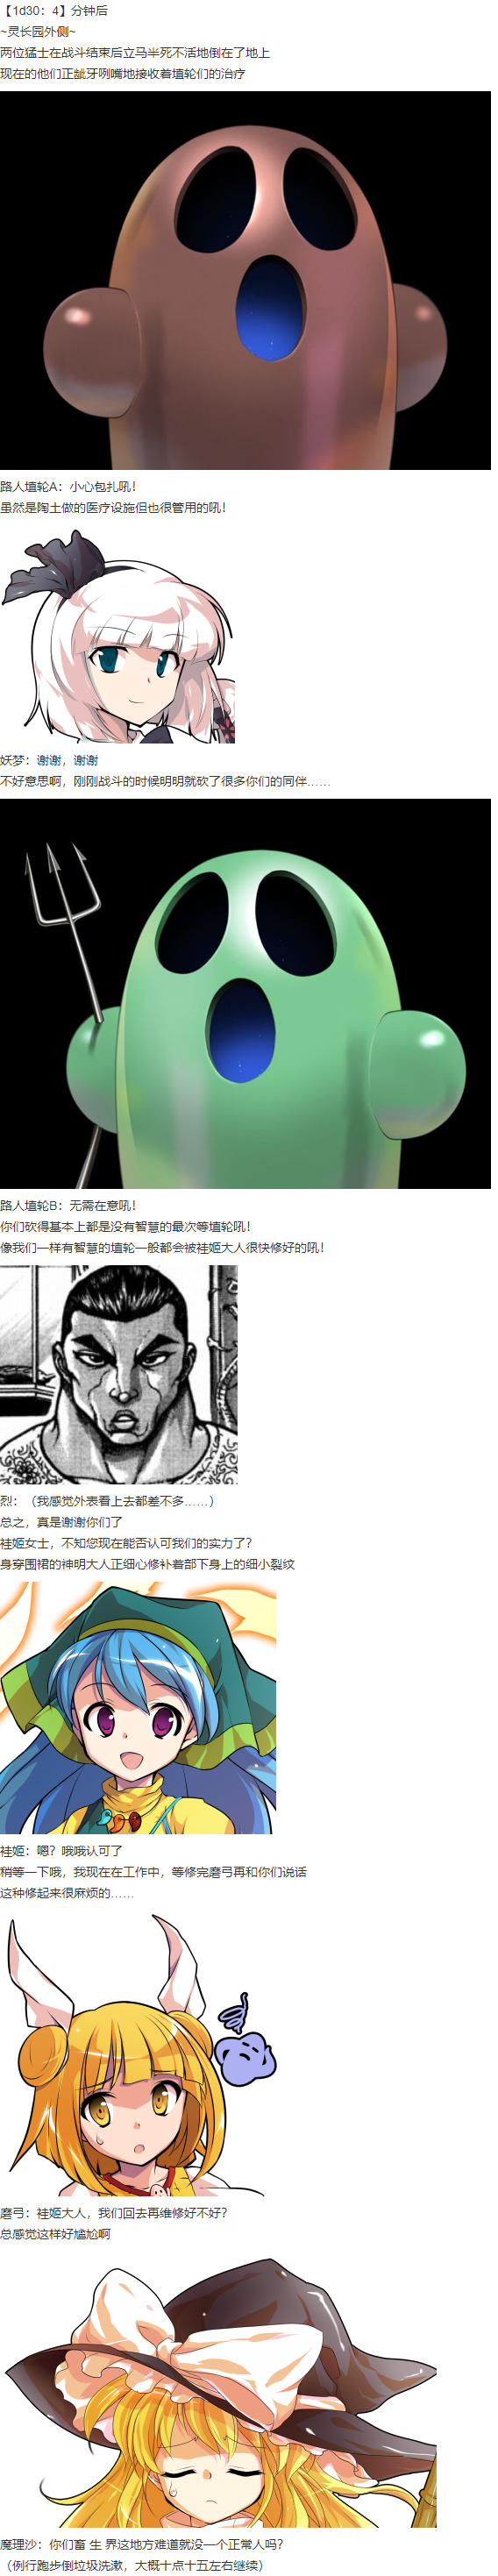 【1d30：4】分钟后
~灵长园外侧~
两位猛士在战斗结束后立马半死不活地倒在了地上
现在的他们正龇牙咧嘴地接收着埴轮们的治疗
路人埴轮A：小心包扎吼！
虽然是陶土做的医疗设施但也很管用的吼！
妖梦：谢谢，谢谢
不好意思啊，刚刚战斗的时候明明就砍了很多你们的同伴……
路人埴轮B：无需在意吼！
你们砍得基本上都是没有智慧的最次等埴轮吼！
像我们一样有智慧的埴轮一般都会被袿姬大人很快修好的吼！
烈：（我感觉外表看上去都差不多……）
总之，真是谢谢你们了
袿姬女士，不知您现在能否认可我们的实力了？
身穿围裙的神明大人正细心修补着部下身上的细小裂纹
袿姬：嗯？哦哦认可了
稍等一下哦，我现在在工作中，等修完磨弓再和你们说话
这种修起来很麻烦的……
磨弓：袿姬大人，我们回去再维修好不好？
总感觉这样好尴尬啊
魔理沙：你们畜 生 界这地方难道就没一个正常人吗？
（例行跑步倒垃圾洗漱，大概十点十五左右继续）